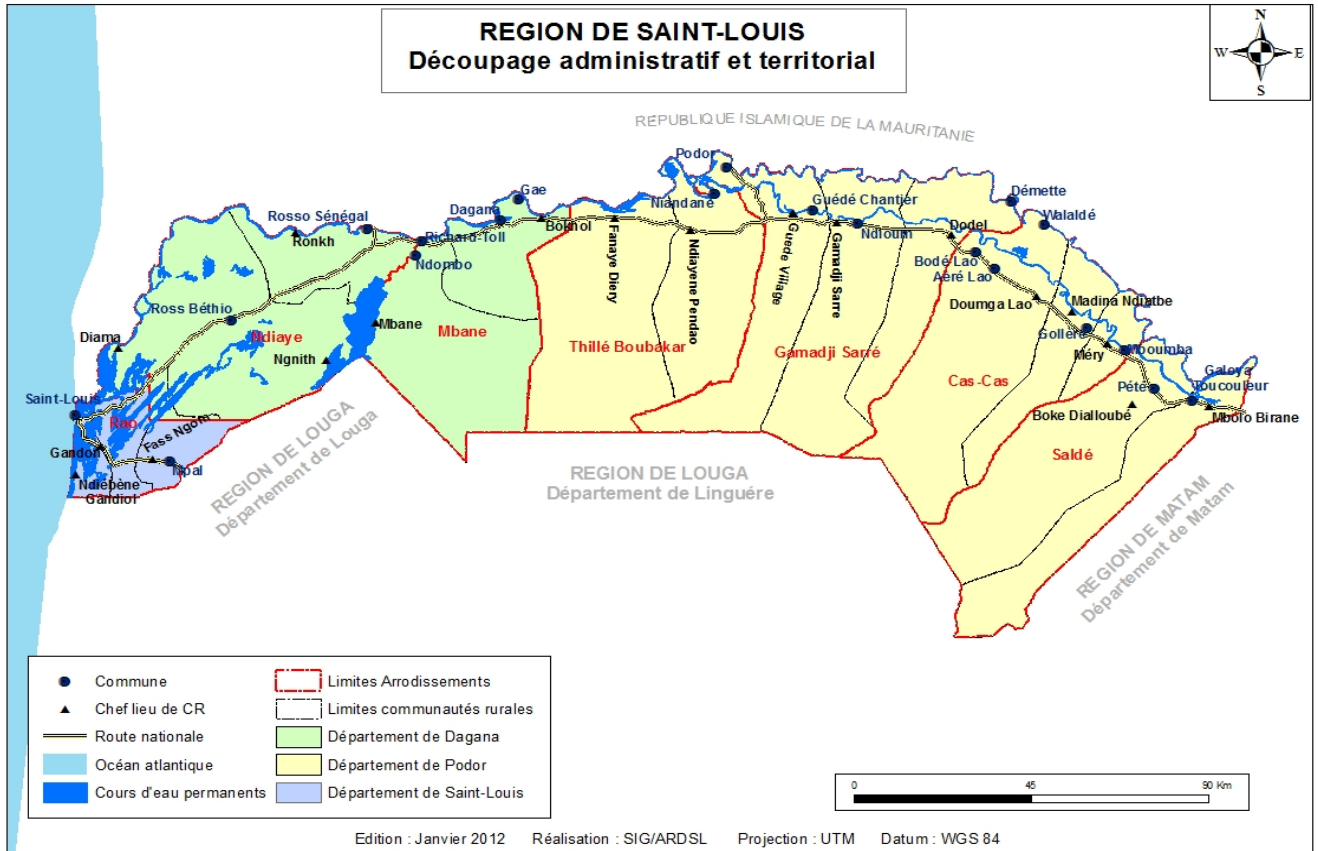 REGION DE SAINT-LOUIS
Découpage administratif et territorial
N
W
E
S
REPUBLIQUE ISLAMIQUE DE LA MAURITANIE
Podor
Gae
Niandane
Guédé Chantier
Démette
Rosso Sénégal
Dagana
Walaldé
Ronkh
Richard-Toll
Bokhol
Fanaye Diery
Ndiayene Pendao
Guede Village
Gamadji Sarre
Ndioum
Dodel
Ndombo
Bodé Lao
Aeré Lao
Ross Béthio
Mbane
Doumga Lao
Madina Ndiatbe
Diama
Ndiaye
Mbane
Golleré
Ngnith
Thillé Boubakar
Gamadji Sarré
Méry
Mboumba
Cas-Cas
Galoya
Toucouleur
Pété
Saint-Louis
Rao
Boke Dialloubé
Mbolo Birane
Fass Ngom
Gandon
Mpal
Saldé
Ndiebène
Gandiol
REGION DE LOUGA
Département de Louga
REGION DE LOUGA
Département de Linguére
REGION DE MATAM
Département de Matam
Commune
Chef lieu de CR
Route nationale
Océan atlantique
Cours d'eau permanents
Limites Arrodissements
Limites communautés rurales
Département de Dagana
Département de Podor
Département de Saint-Louis
0 45 90 Km
Edition : Janvier 2012 Réalisation : SIG/ARDSL Projection : UTM Datum : WGS 84